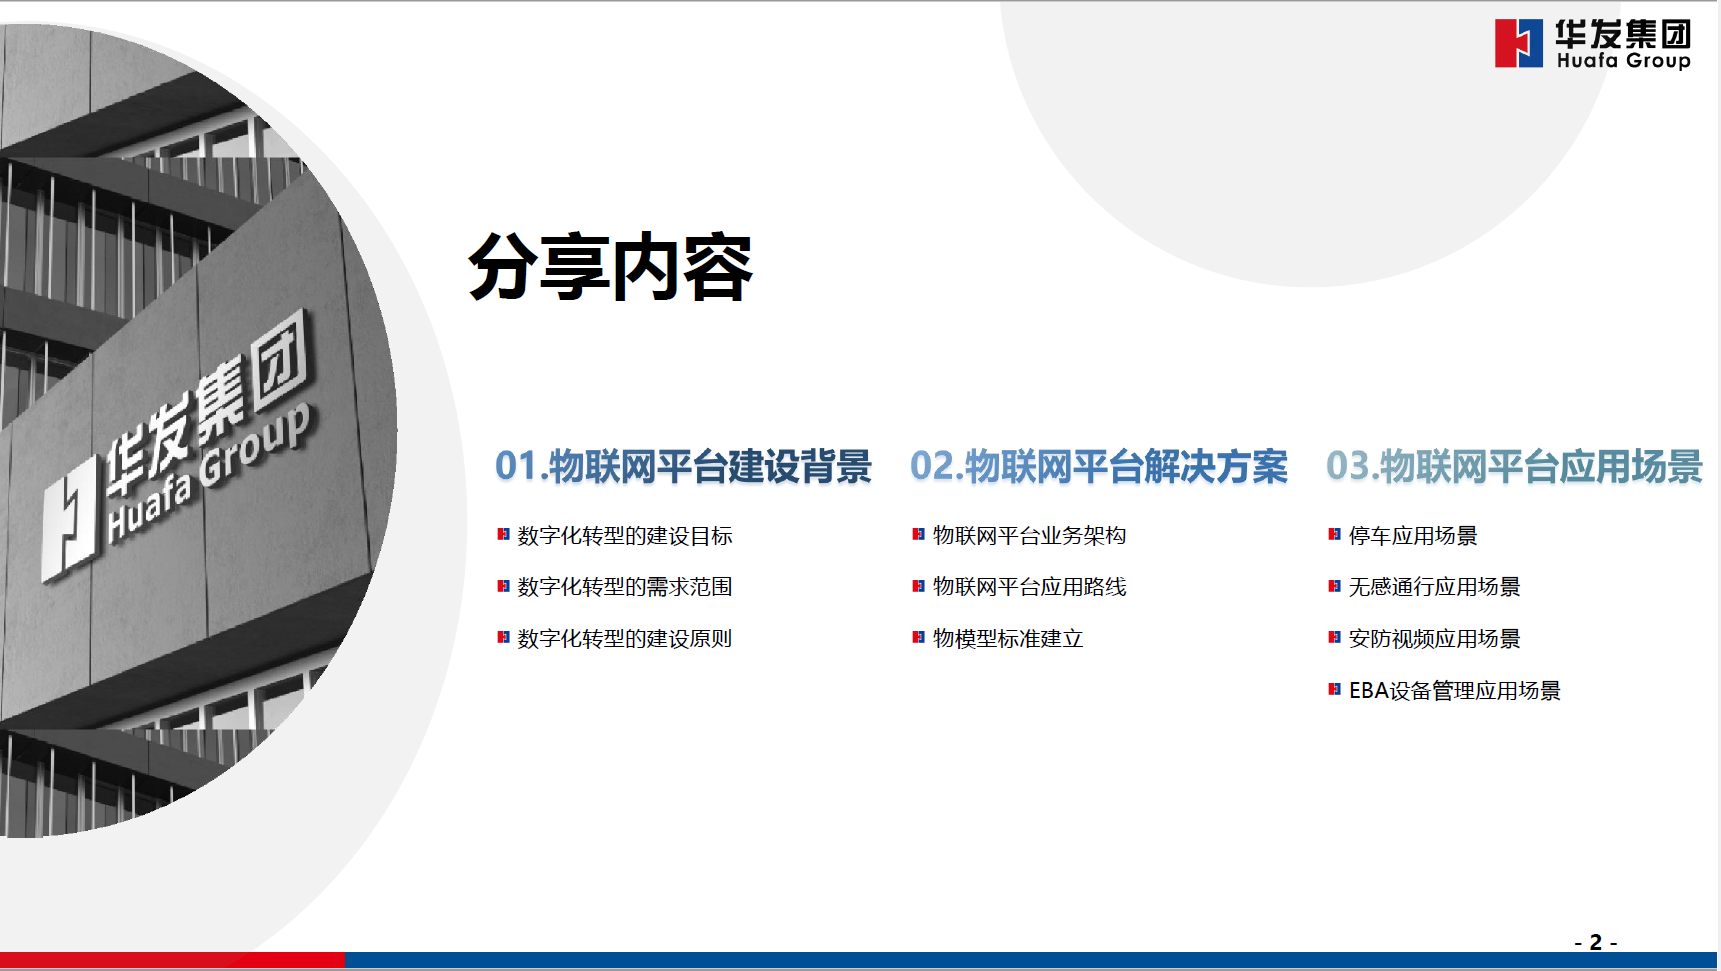 华发集团
Huafa Group
华发集团
Huafa Group
分享内容
01.物联网平台建设背景
数字化转型的建设目标
数字化转型的需求范围
数字化转型的建设原则
02.物联网平台解决方案
物联网平台业务架构
物联网平台应用路线
物模型标准建立
03.物联网平台应用场景
停车应用场景
无感通行应用场景
安防视频应用场景
EBA设备管理应用场景
- 2 -